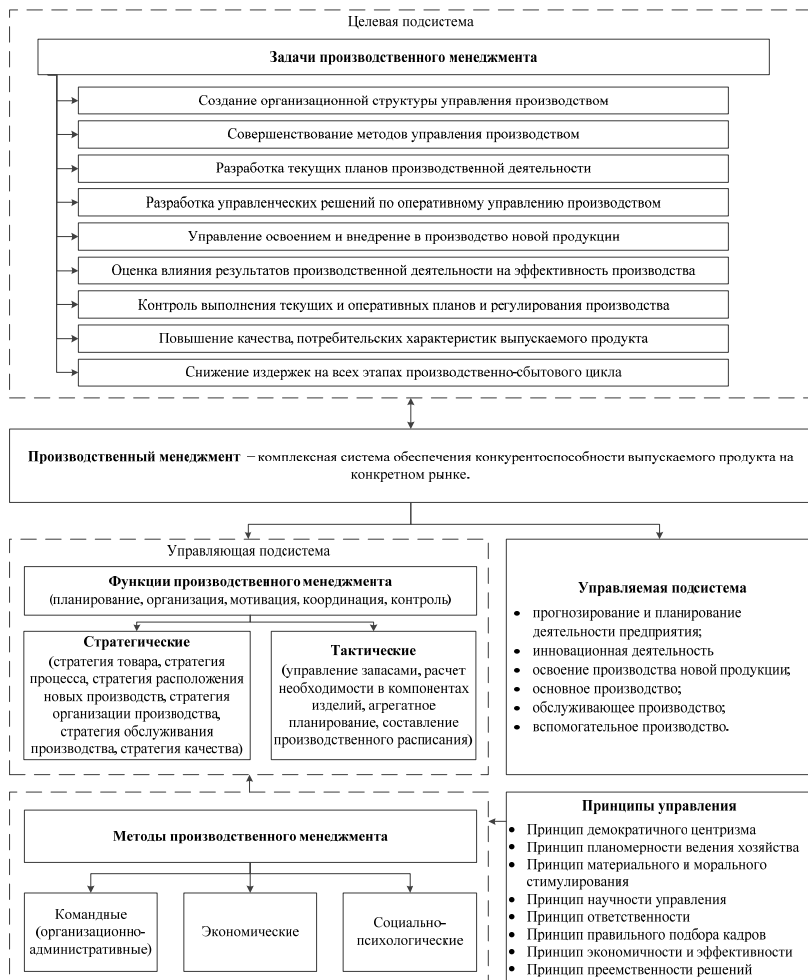 Целевая подсистема
Задачи производственного менеджмента
Создание организационной структуры управления производством
Совершенствование методов управления производством
Разработка текущих планов производственной деятельности
Разработка управленческих решений по оперативному управлению производством
Управление освоением и внедрение в производство новой продукции
Оценка влияния результатов производственной деятельности на эффективность производства
Контроль выполнения текущих и оперативных планов и регулирования производства
Повышение качества, потребительских характеристик выпускаемого продукта
Снижение издержек на всех этапах производственно-сбытового цикла
Производственный менеджмент – комплексная система обеспечения конкурентоспособности выпускаемого продукта на
конкретном рынке.
Управляющая подсистема
Функции производственного менеджмента
(планирование, организация, мотивация, координация, контроль)
Стратегические
(стратегия товара, стратегия
процесса, стратегия расположения
новых производств, стратегия
организации производства,
стратегия обслуживания
производства, стратегия качества)
Тактические
(управление запасами, расчет
необходимости в компонентах
изделий, агрегатное
планирование, составление
производственного расписания)
Управляемая подсистема
• прогнозирование и планирование
деятельности предприятия;
• инновационная деятельность
• освоение производства новой продукции;
• основное производство;
• обслуживающее производство;
• вспомогательное производство.
Методы производственного менеджмента
Командные
(организационно-
административные)
Экономические
Социально-
психологические
Принципы управления
• Принцип демократичного центризма
• Принцип планомерности ведения хозяйства
• Принцип материального и морального
стимулирования
• Принцип научности управления
• Принцип ответственности
• Принцип правильного подбора кадров
• Принцип экономичности и эффективности
• Принцип преемственности решений